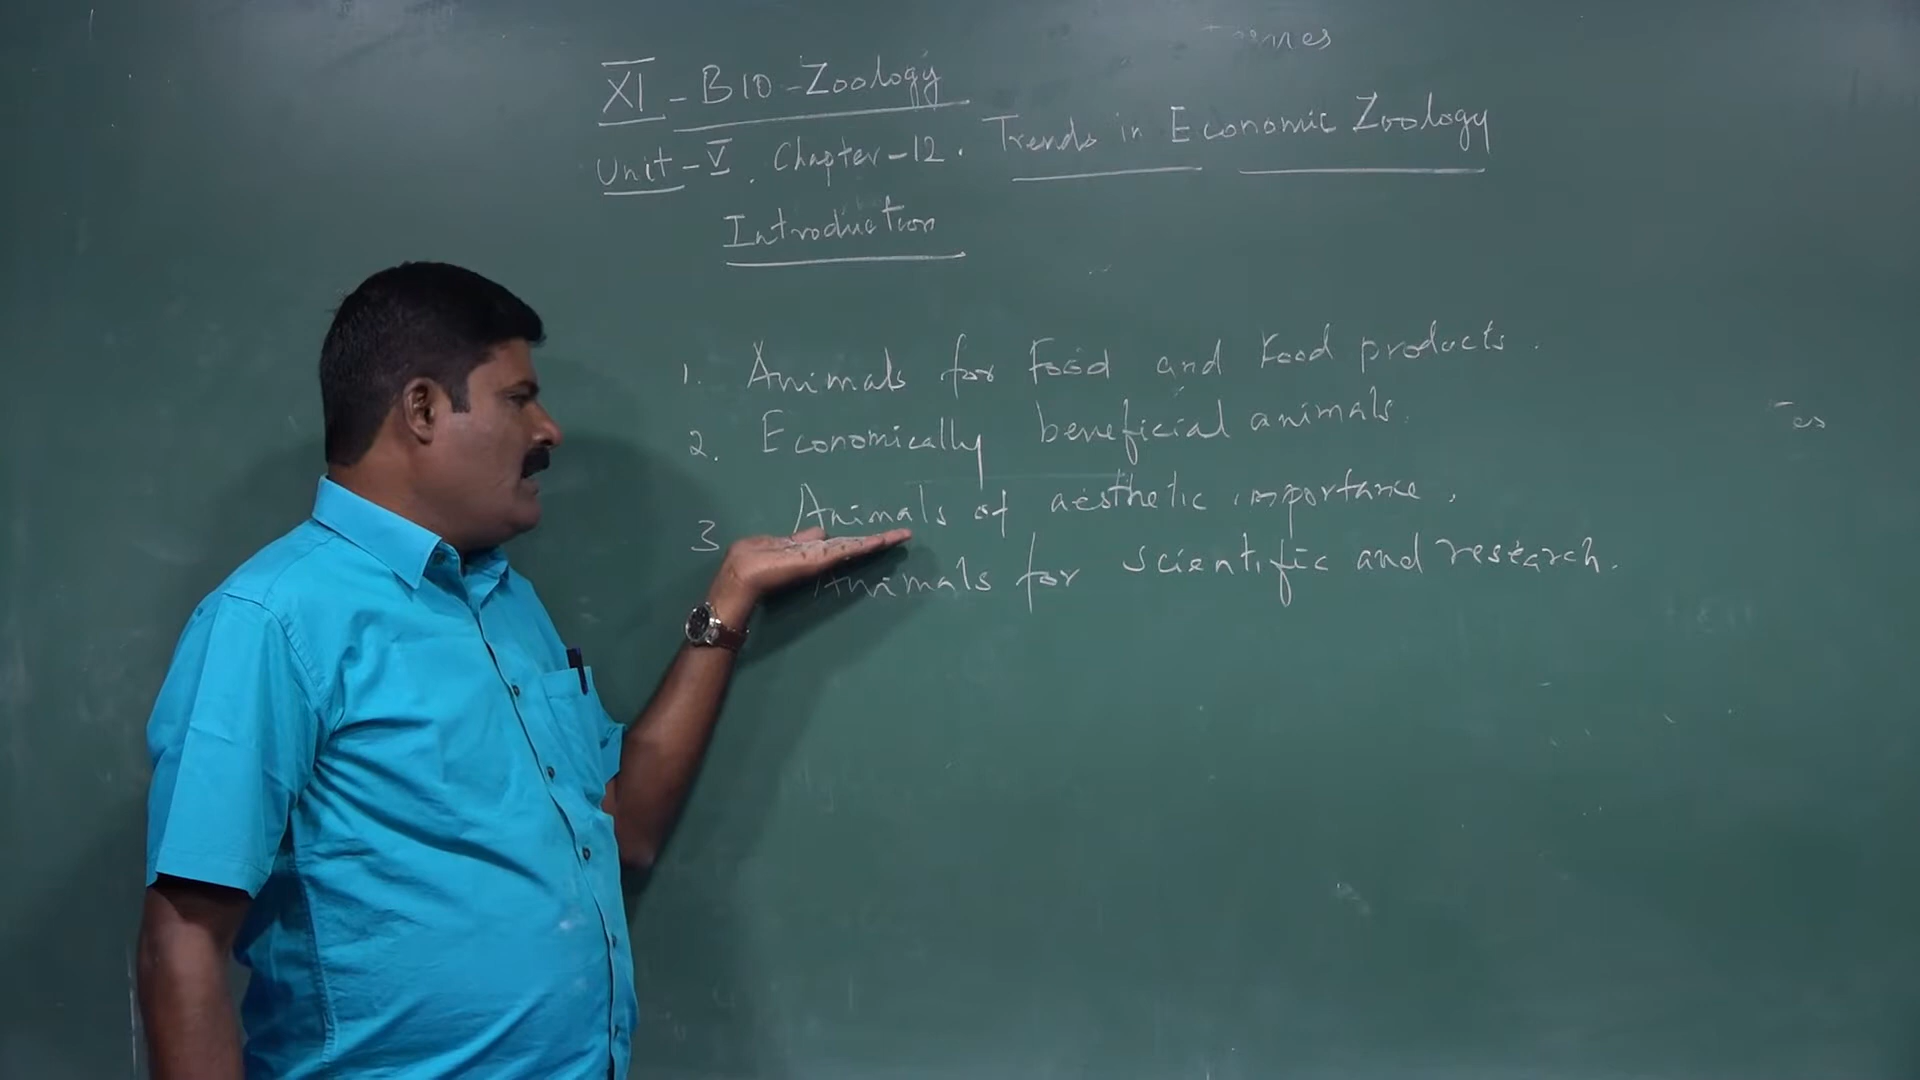 XI - BIO - Zoology
Unit - V. Chapter - 12. Trends in Economic Zoology
Introduction
1. Animals for Food and Food products.
2. Economically beneficial animals.
3 Animals of aesthetic importance.
Animals for scientific and research.